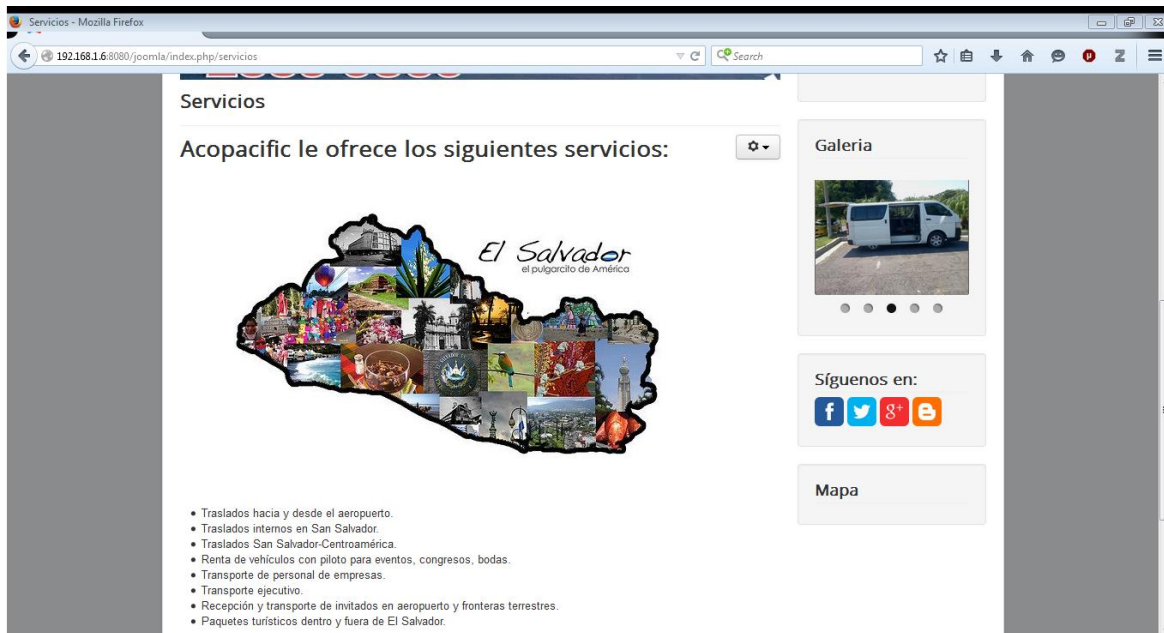 Servicios - Mozilla Firefox
192.168.1.6:8080/joomla/index.php/servicios
Search
Servicios
Acopacific le ofrece los siguientes servicios:
El Salvador
el pulgarcito de América
Traslados hacia y desde el aeropuerto.
Traslados internos en San Salvador.
Traslados San Salvador-Centroamérica.
Renta de vehículos con piloto para eventos, congresos, bodas.
Transporte de personal de empresas.
Transporte ejecutivo.
Recepción y transporte de invitados en aeropuerto y fronteras terrestres.
Paquetes turísticos dentro y fuera de El Salvador.
Galeria
Síguenos en:
Mapa